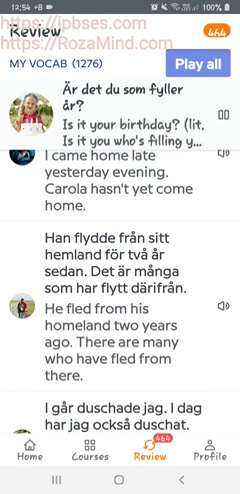 12:54 +B
100%
https://jpbses.com
https://RozaMind.com
Review
464
MY VOCAB (1276)
Play all
Är det du som fyller
år?
Is it your birthday? (lit.
Is it you who's filling y...
I came home late
yesterday evening.
Carola hasn't yet come
home.
Han flydde från sitt
hemland för två år
sedan. Det är många
som har flytt därifrån.
He fled from his
homeland two years
ago. There are many
who have fled from
there.
I går duschade jag. I dag
har jag också duschat.
464
Home
Courses
Review
Profile